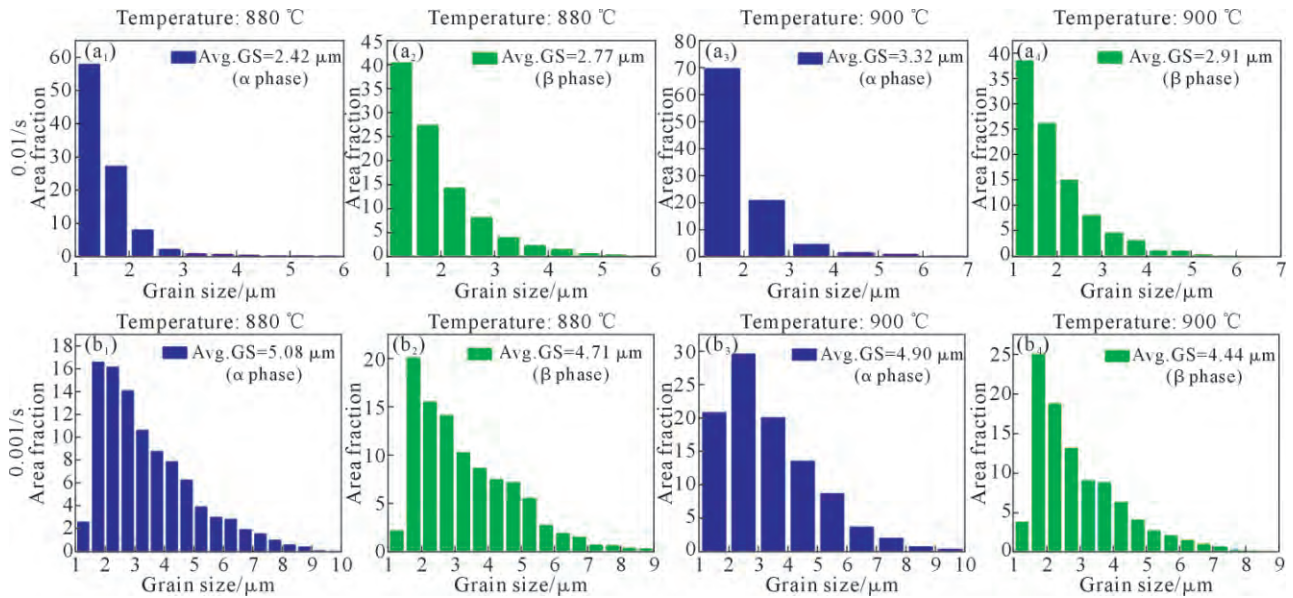 Temperature: 880 ℃
Temperature: 880 ℃
Temperature: 900 ℃
Temperature: 900 ℃
0.01/s
Area fraction
60
50
40
30
20
10
0
(a₁)
Avg.GS=2.42 μm
(α phase)
1 2 3 4 5 6
Grain size/μm
Area fraction
45
40
35
30
25
20
15
10
5
0
(a₂)
Avg.GS=2.77 μm
(β phase)
1 2 3 4 5 6
Grain size/μm
Area fraction
80
70
60
50
40
30
20
10
0
(a₃)
Avg.GS=3.32 μm
(α phase)
1 2 3 4 5 6 7
Grain size/μm
Area fraction
40
35
30
25
20
15
10
5
0
(a₄)
Avg.GS=2.91 μm
(β phase)
1 2 3 4 5 6 7
Grain size/μm
Temperature: 880 ℃
Temperature: 880 ℃
Temperature: 900 ℃
Temperature: 900 ℃
0.001/s
Area fraction
18
16
14
12
10
8
6
4
2
0
(b₁)
Avg.GS=5.08 μm
(α phase)
1 2 3 4 5 6 7 8 9 10
Grain size/μm
Area fraction
20
15
10
5
0
(b₂)
Avg.GS=4.71 μm
(β phase)
1 2 3 4 5 6 7 8 9
Grain size/μm
Area fraction
30
25
20
15
10
5
0
(b₃)
Avg.GS=4.90 μm
(α phase)
1 2 3 4 5 6 7 8 9 10
Grain size/μm
Area fraction
25
20
15
10
5
0
(b
Avg.GS=4.44 μm
(β phase)
1 2 3 4 5 6 7 8 9
Grain size/μm